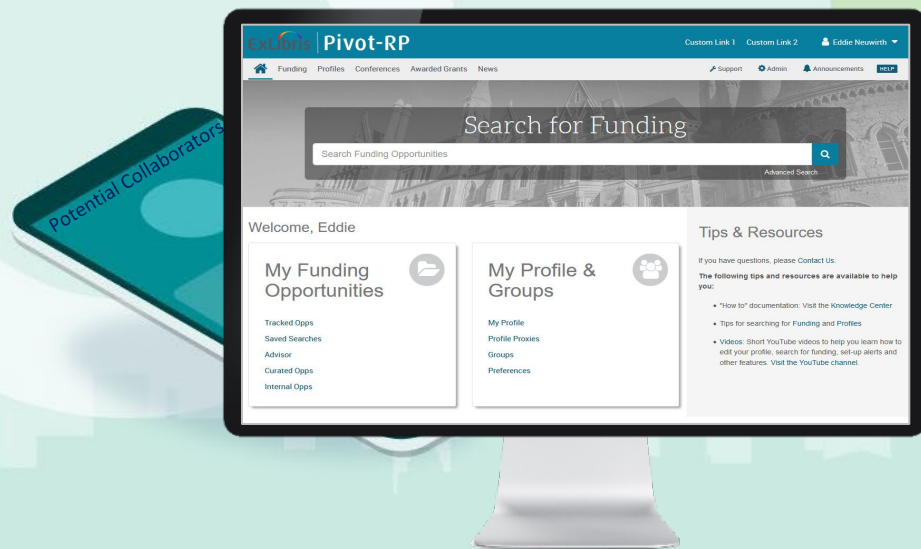 Potential Collaborators
ExLibris Pivot-RP
Custom Link 1 Custom Link 2 Eddie Neuwirth
Funding Profiles Conferences Awarded Grants News
Support Admin Announcements HELP
Search for Funding
Search Funding Opportunities
Advanced Search
Welcome, Eddie
My Funding
Opportunities
Tracked Opps
Saved Searches
Advisor
Curated Opps
Internal Opps
My Profile &
Groups
My Profile
Profile Proxies
Groups
Preferences
Tips & Resources
If you have questions, please Contact Us.
The following tips and resources are available to help
you:
• "How to" documentation: Visit the Knowledge Center
• Tips for searching for Funding and Profiles
• Videos: Short YouTube videos to help you learn how to
edit your profile, search for funding, set-up alerts and
other features. Visit the YouTube channel.